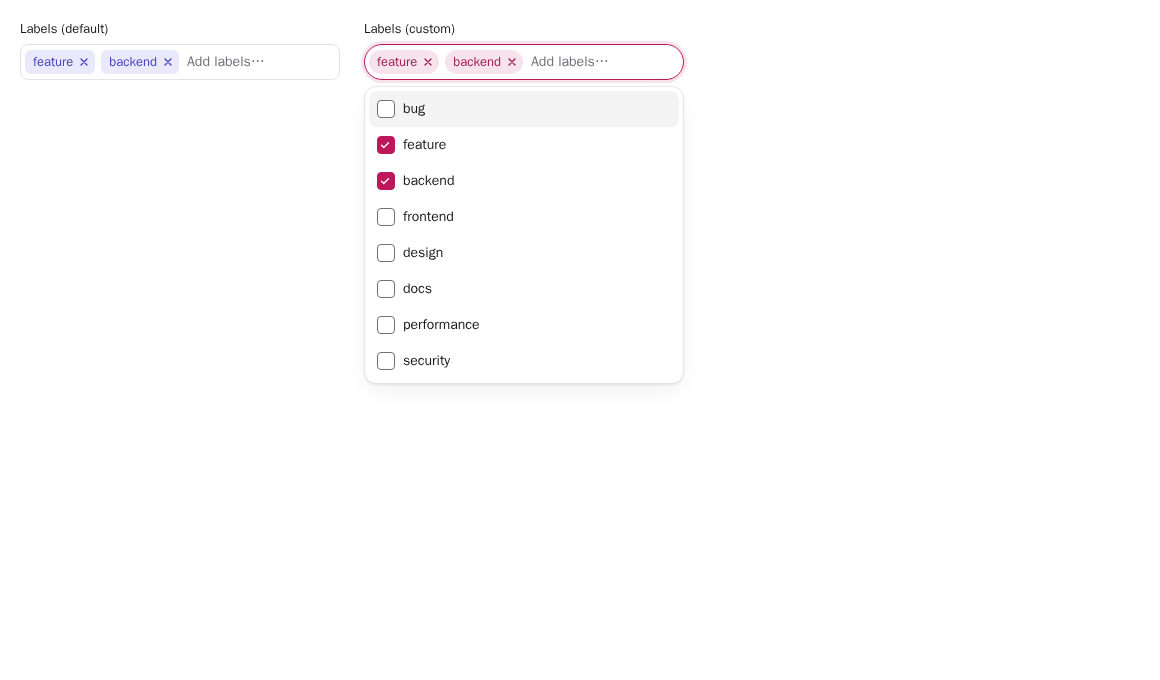 Labels (default)
feature
backend
Add labels…
Labels (custom)
feature
backend
Add labels…
bug
feature
backend
frontend
design
docs
performance
security